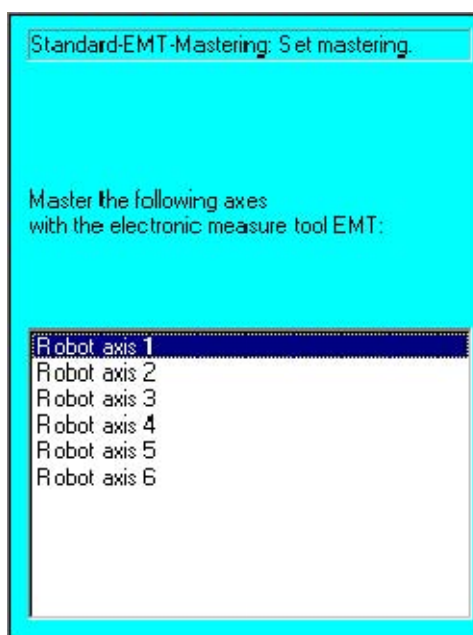 Standard-EMT-Mastering: Set mastering.
Master the following axes
with the electronic measure tool EMT:
Robot axis 1
Robot axis 2
Robot axis 3
Robot axis 4
Robot axis 5
Robot axis 6